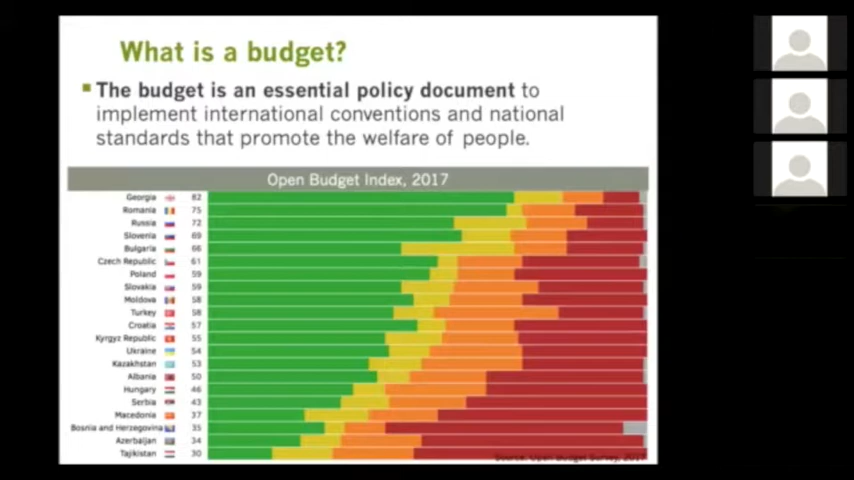 What is a budget?
The budget is an essential policy document to
implement international conventions and national
standards that promote the welfare of people.
Open Budget Index, 2017
Georgia 82
Romania 75
Russia 72
Slovenia 69
Bulgaria 66
Czech Republic 61
Poland 59
Slovakia 59
Moldova 58
Turkey 58
Croatia 57
Kyrgyz Republic 55
Ukraine 54
Kazakhstan 53
Albania 50
Hungary 46
Serbia 43
Macedonia 37
Bosnia and Herzegovina 35
Azerbaijan 34
Tajikistan 30
Source: Open Budget Survey, 2017